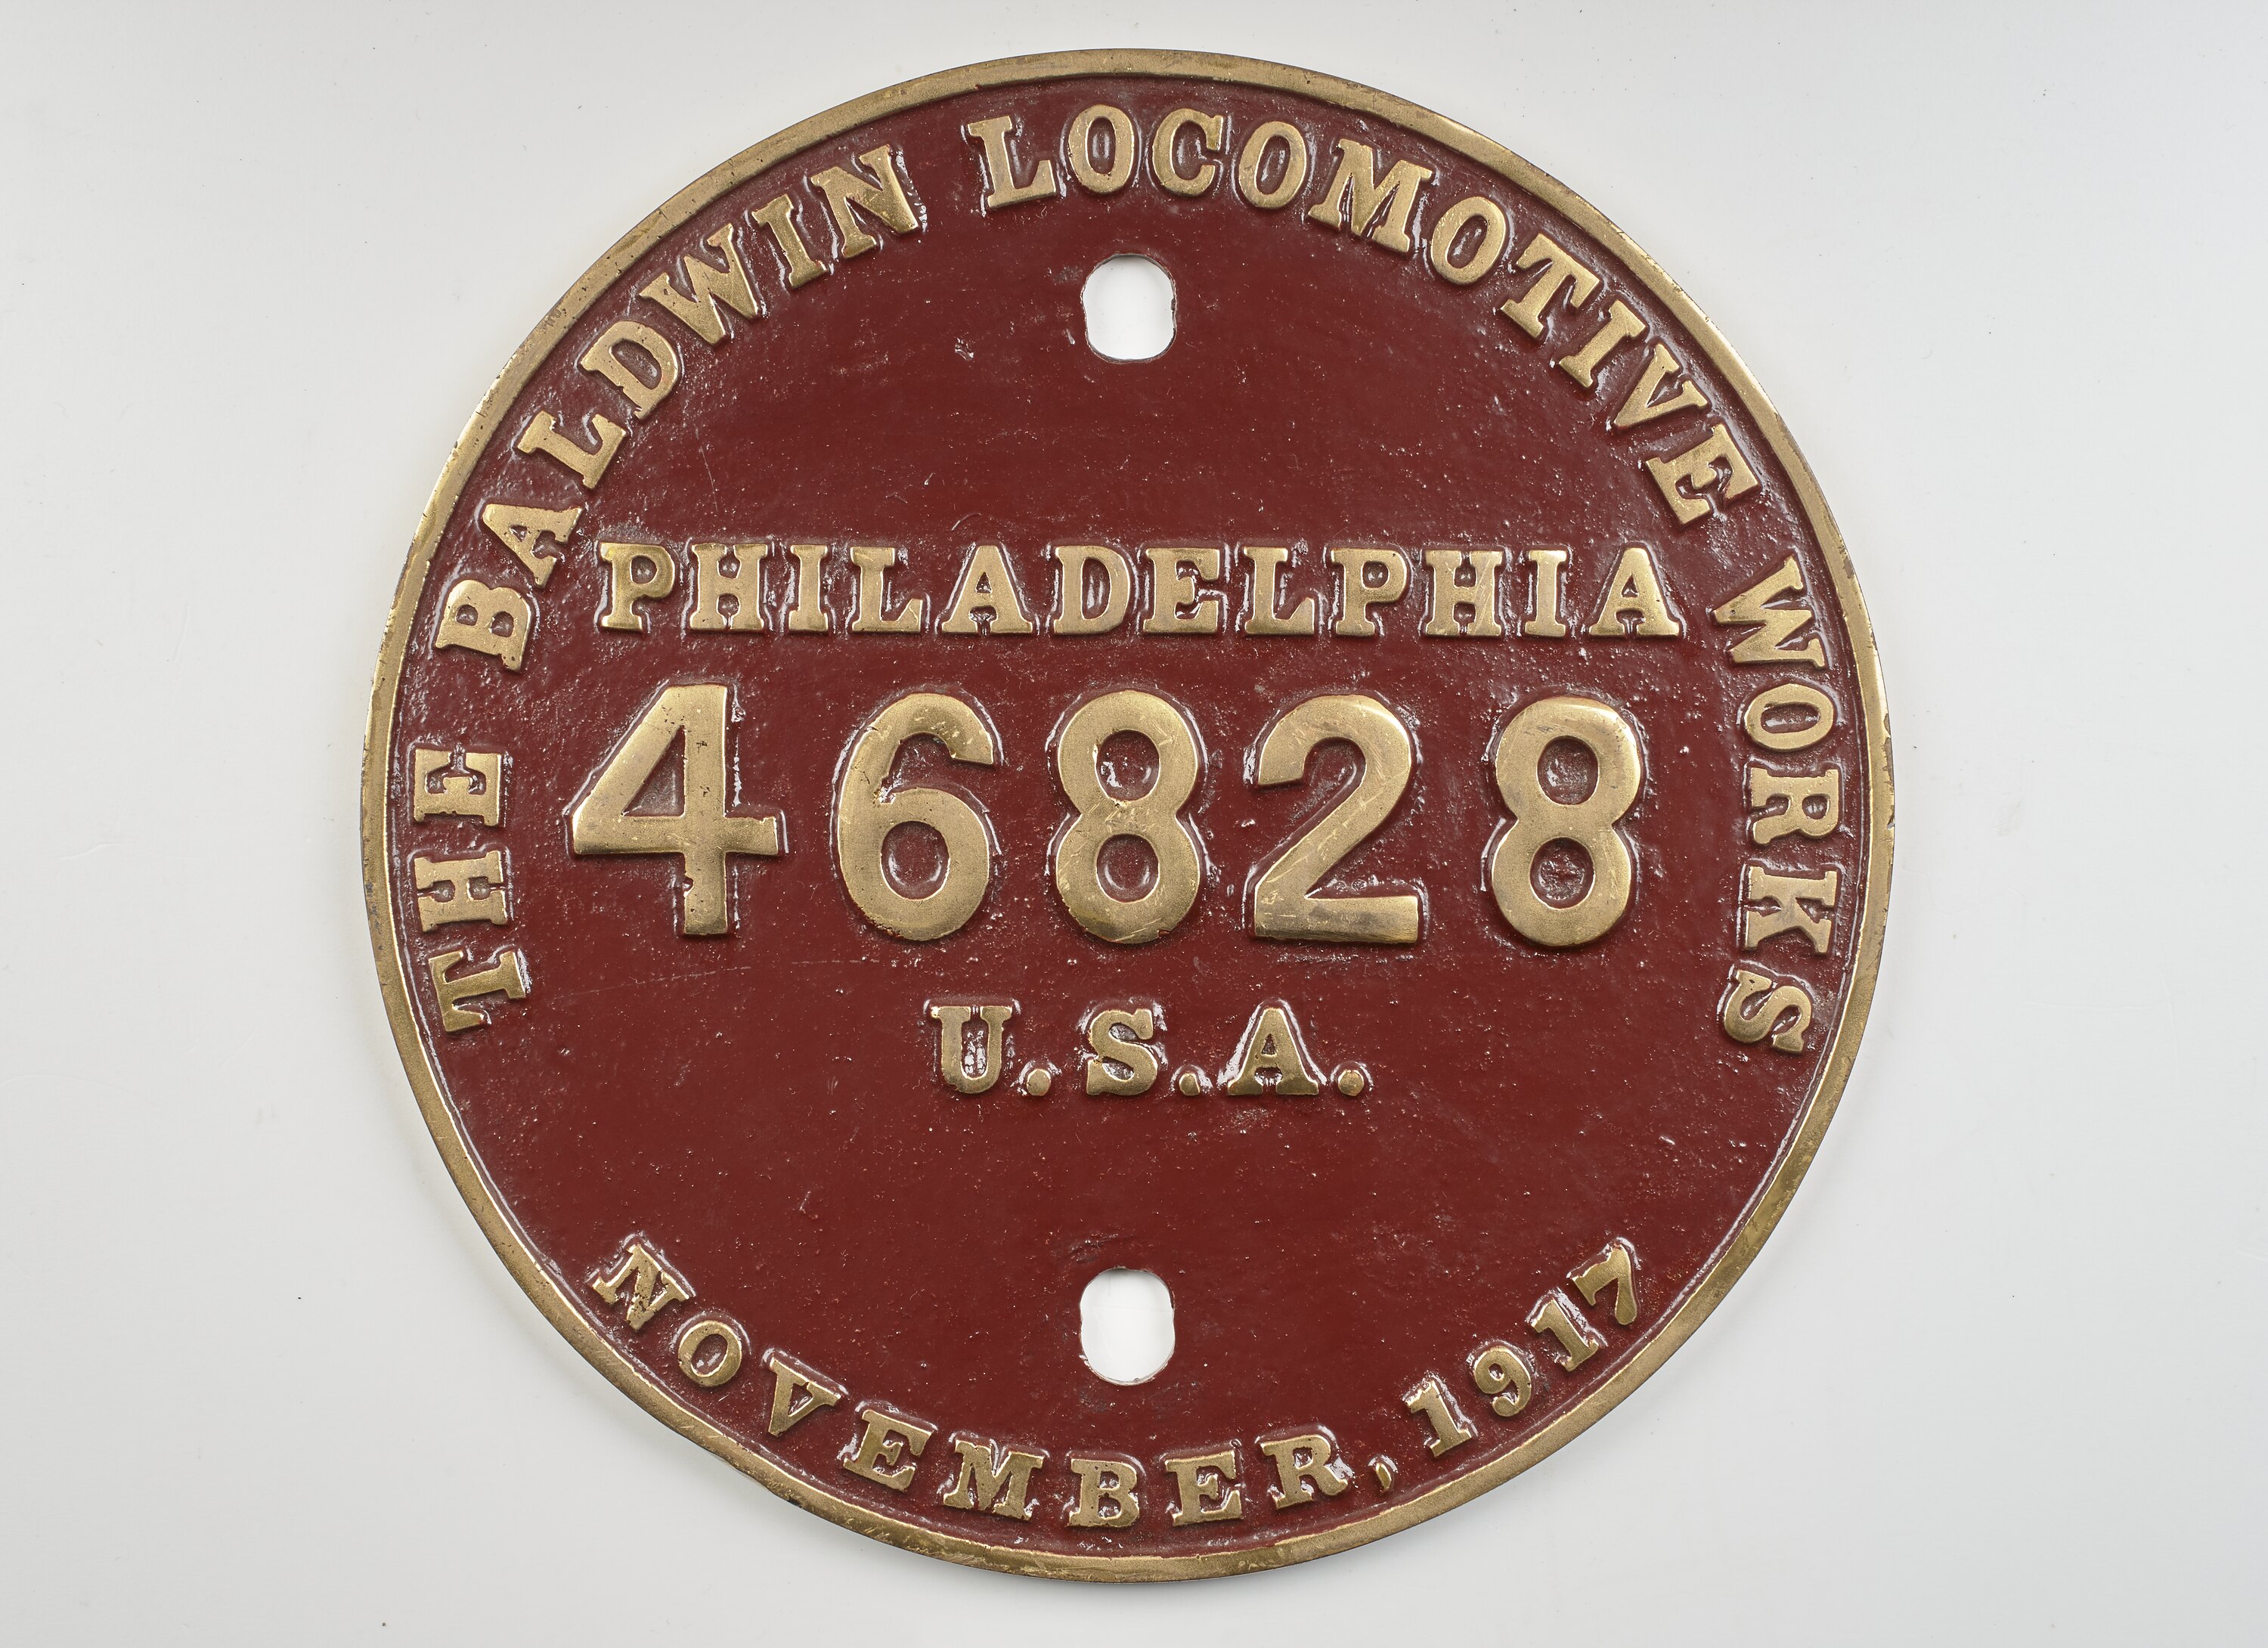 THE BALDWIN LOCOMOTIVE WORKS
PHILADELPHIA
46828
U.S.A.
NOVEMBER, 1917